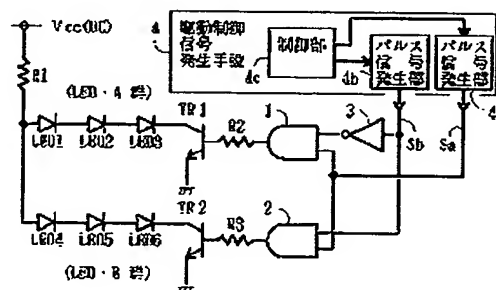 Vcc(DC)
R1
(LED・A群)
LED1 LED2 LED3
TR1
R2
1
3
4
駆動制御
信号
発生手段
制御部
dc
パルス
信号
発生部
db
パルス
信号
発生部
Sb
Sa
LED4 LED5 LED6
(LED・B群)
TR2
R3
2